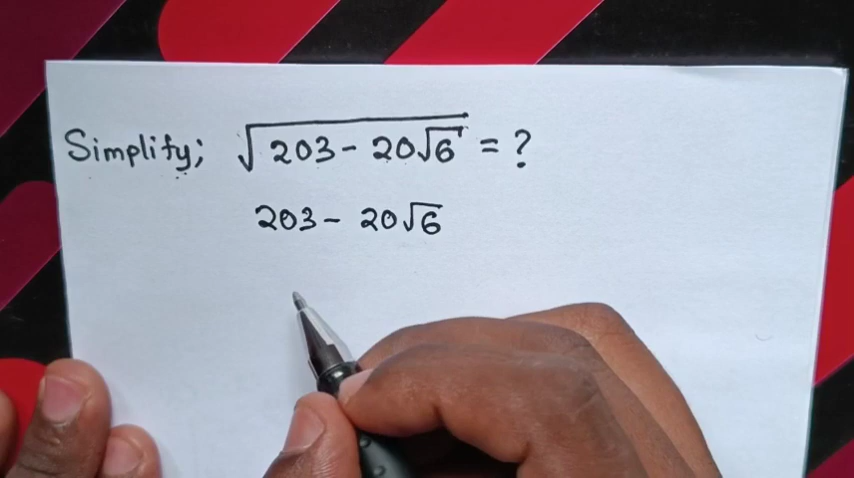 Simplify; √(203 - 20√6) = ?
203 - 20√6